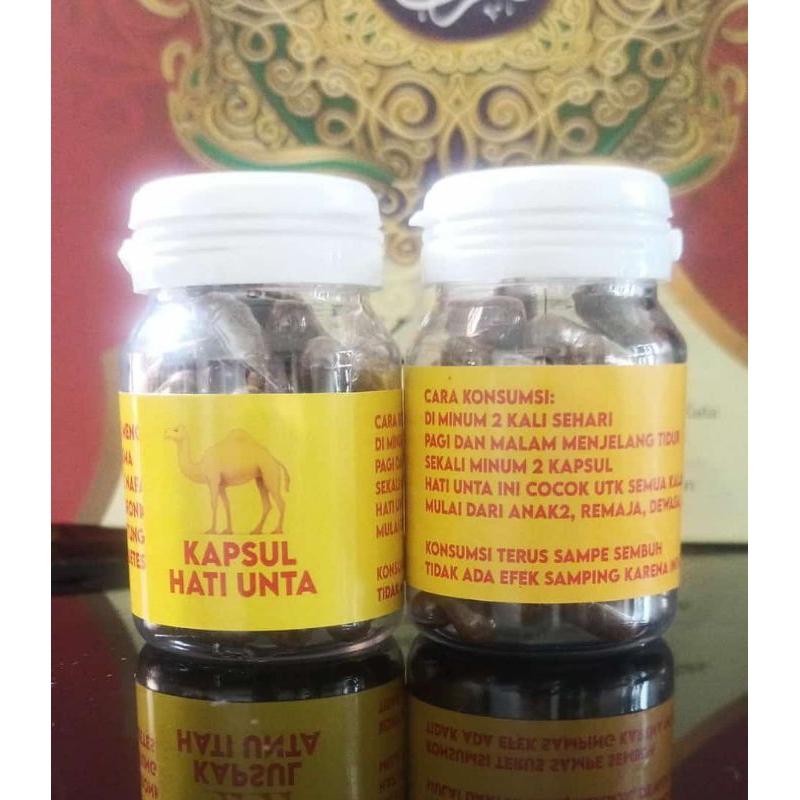 KAPSUL
HATI UNTA
CARA KONSUMSI:
DI MINUM 2 KALI SEHARI
PAGI DAN MALAM MENJELANG TIDUR
SEKALI MINUM 2 KAPSUL
HATI UNTA INI COCOK UTK SEMUA
MULAI DARI ANAK2, REMAJA, DEWASA,
KONSUMSI TERUS SAMPE SEMBUH
TIDAK ADA EFEK SAMPING KARENA